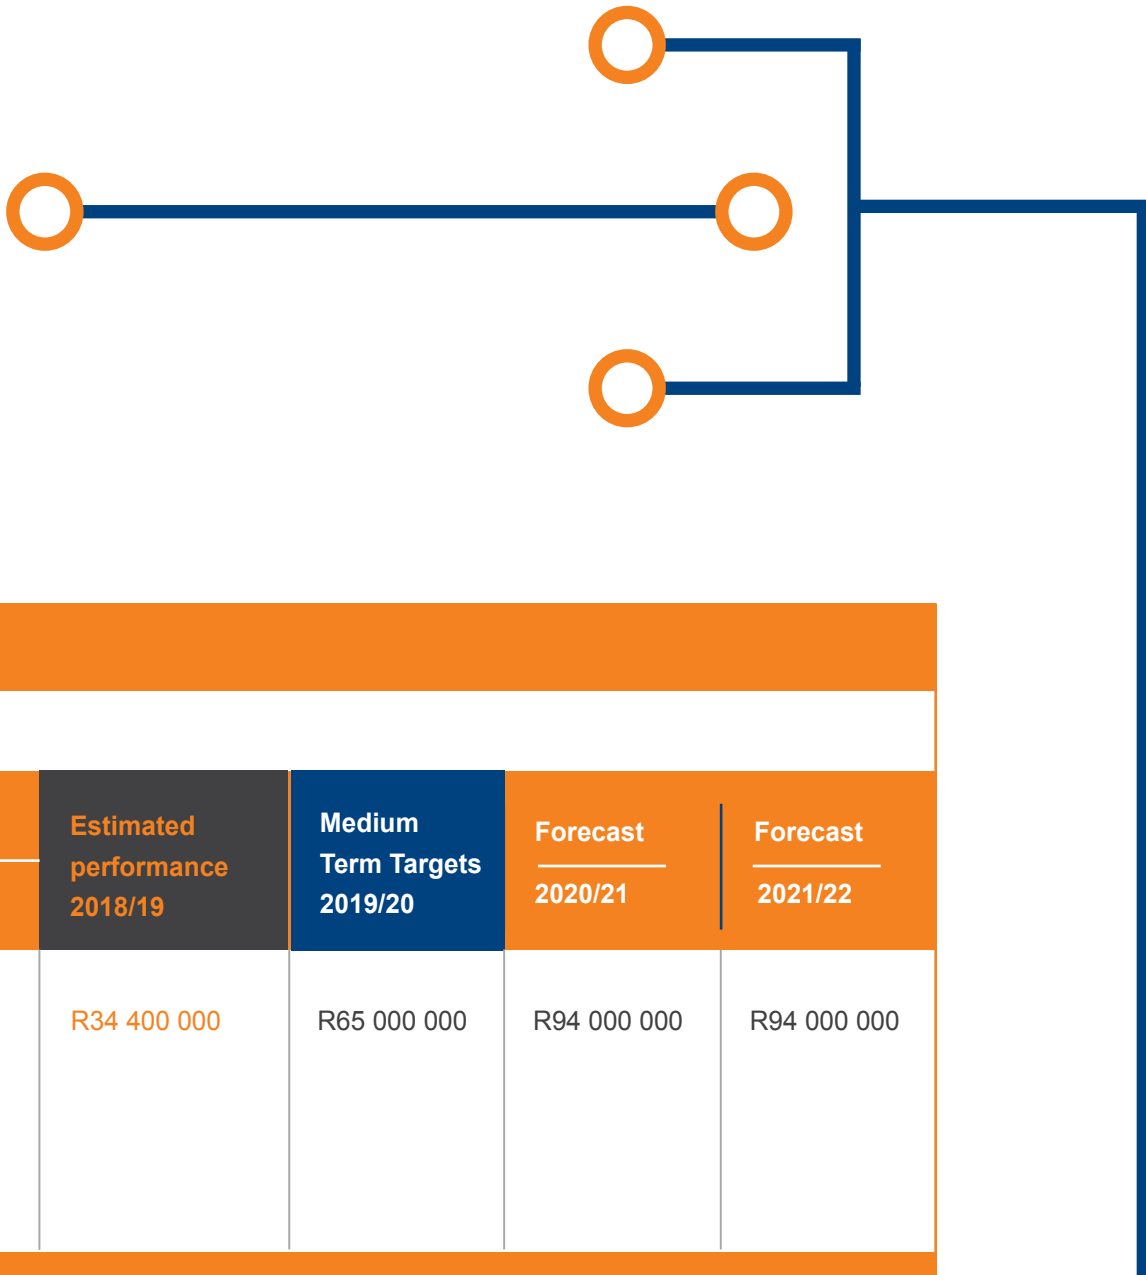 Estimated
performance
2018/19
Medium
Term Targets
2019/20
Forecast
2020/21
Forecast
2021/22
R34 400 000
R65 000 000
R94 000 000
R94 000 000